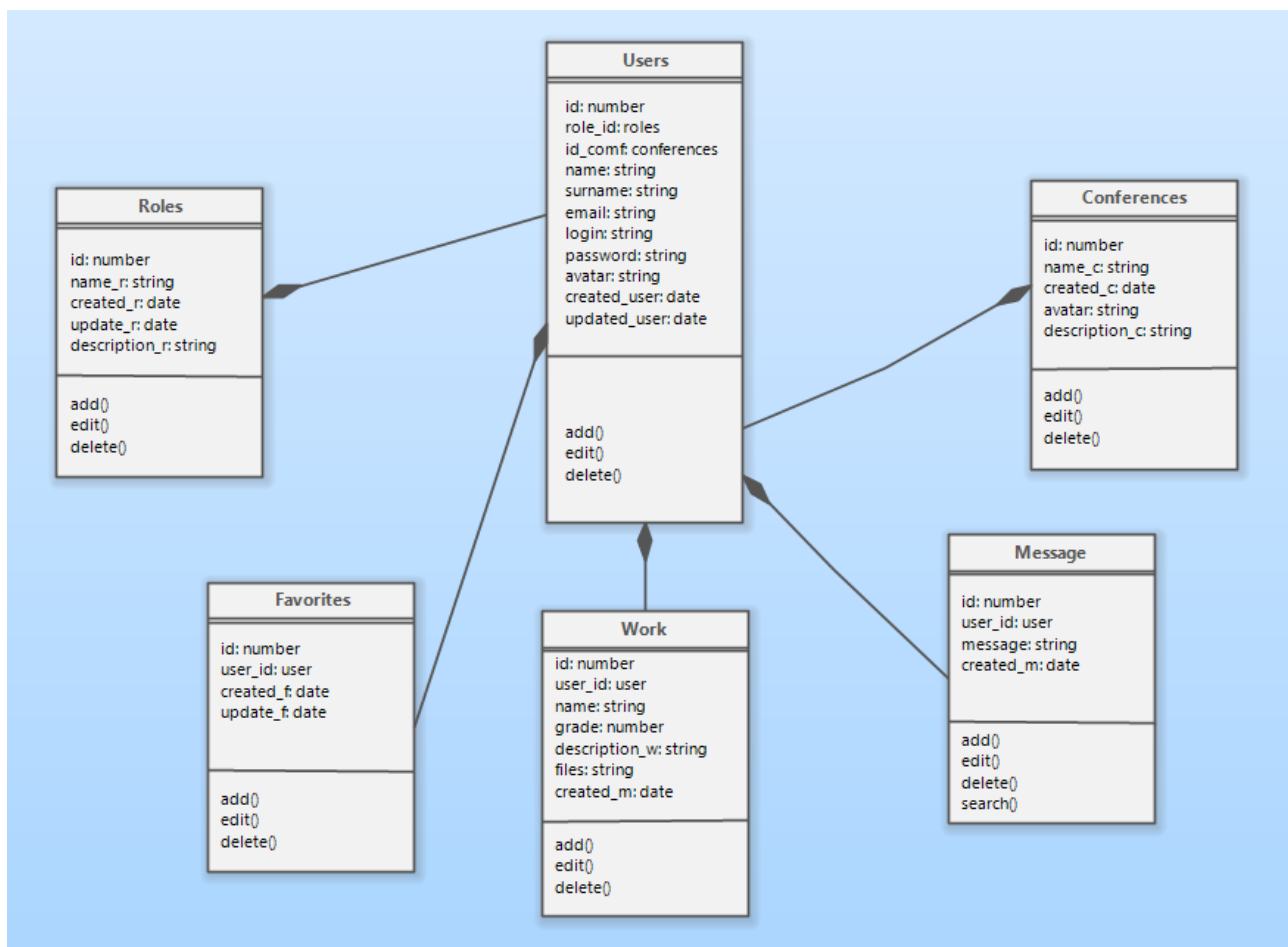 Users
id: number
role_id: roles
id_comf: conferences
name: string
surname: string
email: string
login: string
password: string
avatar: string
created_user: date
updated_user: date
add()
edit()
delete()
Roles
id: number
name_r: string
created_r: date
update_r: date
description_r: string
add()
edit()
delete()
Conferences
id: number
name_c: string
created_c: date
avatar: string
description_c: string
add()
edit()
delete()
Favorites
id: number
user_id: user
created_f: date
update_f: date
add()
edit()
delete()
Work
id: number
user_id: user
name: string
grade: number
description_w: string
files: string
created_m: date
add()
edit()
delete()
Message
id: number
user_id: user
message: string
created_m: date
add()
edit()
delete()
search()